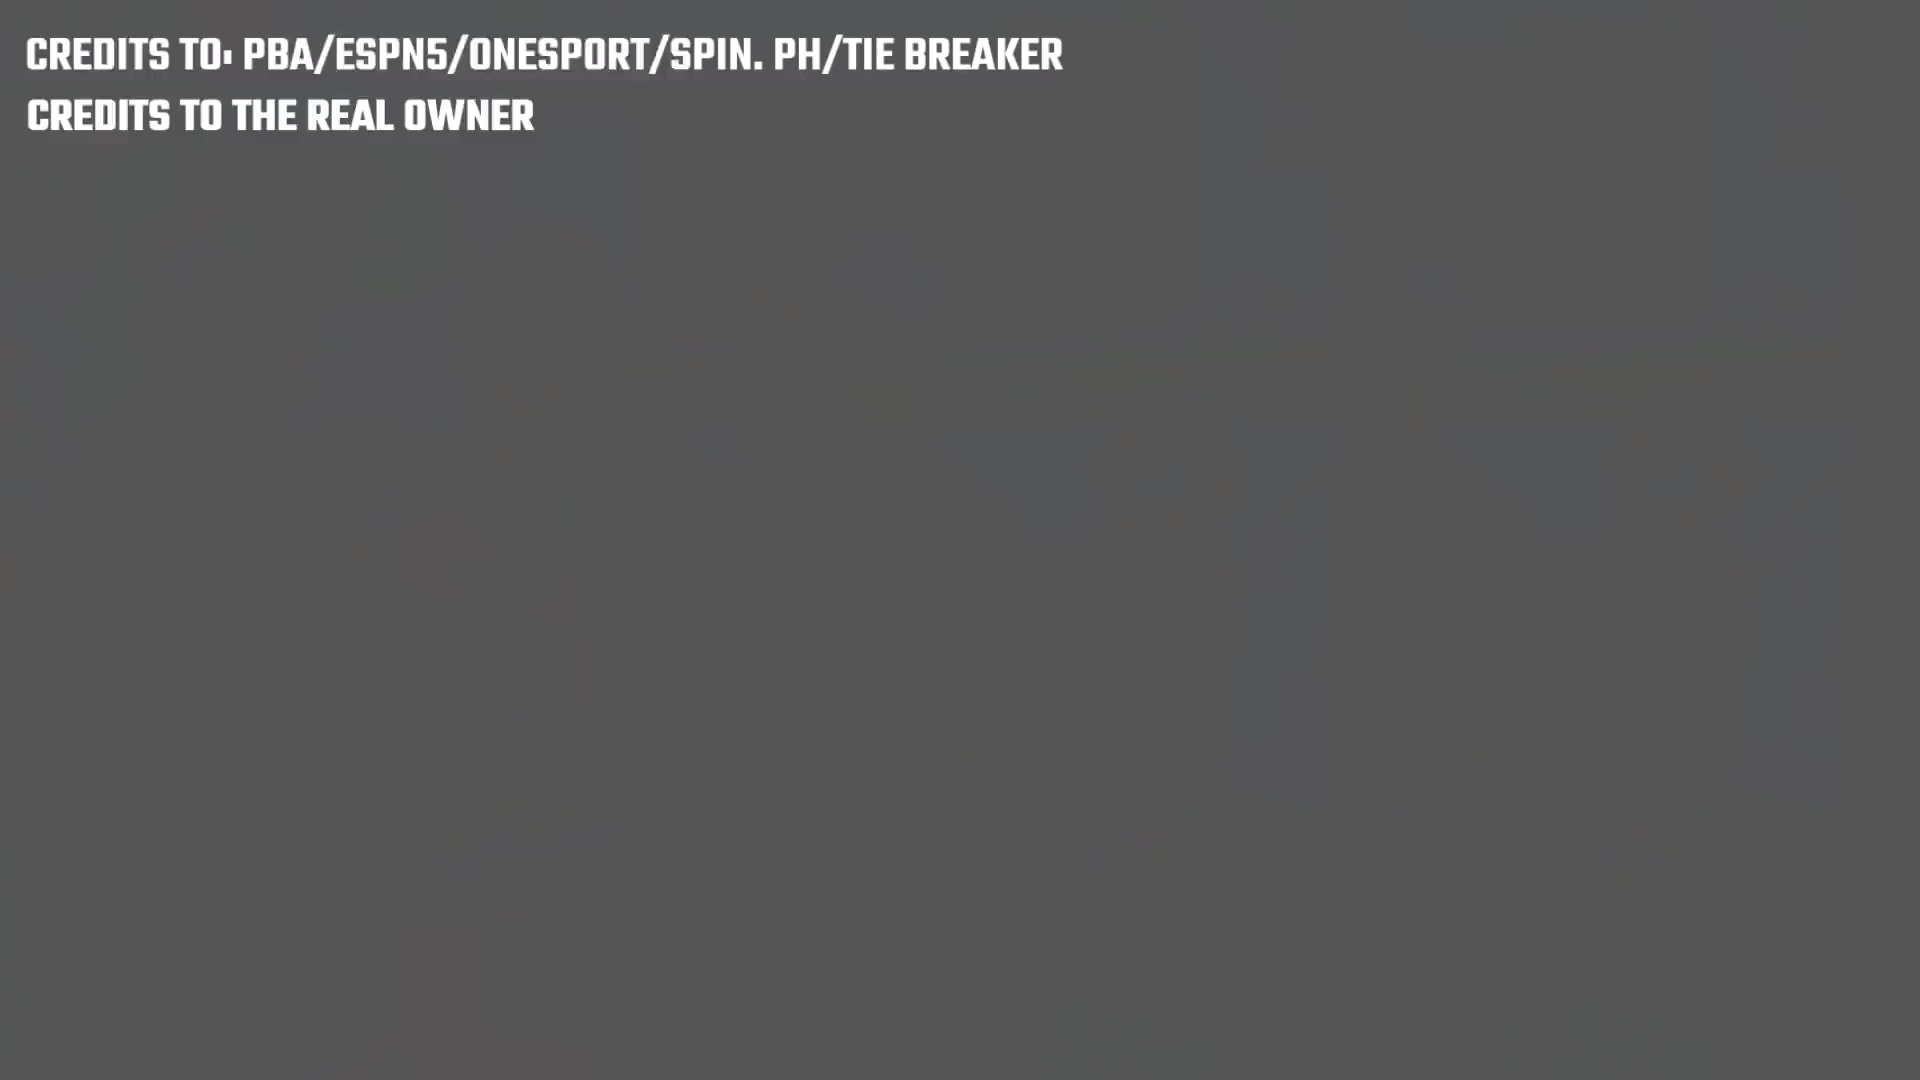 CREDITS TO: PBA/ESPN5/ONESPORT/SPIN. PH/TIE BREAKER
CREDITS TO THE REAL OWNER